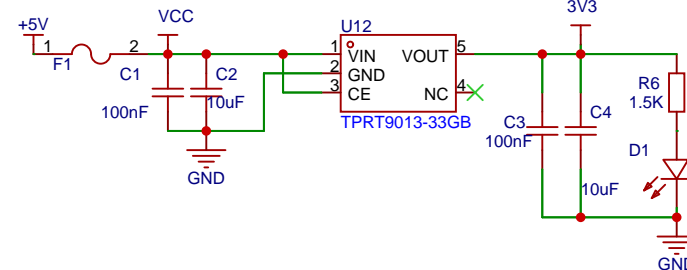 +5V
VCC
3V3
1
2
F1
U12
1
VIN
VOUT
5
2
GND
3
CE
NC
4
TPRT9013-33GB
C1
C2
100nF
10uF
GND
C3
C4
100nF
10uF
R6
1.5K
D1
GND